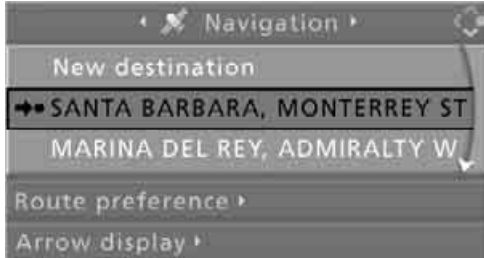 Navigation
New destination
SANTA BARBARA, MONTERREY ST
MARINA DEL REY, ADMIRALTY W
Route preference
Arrow display